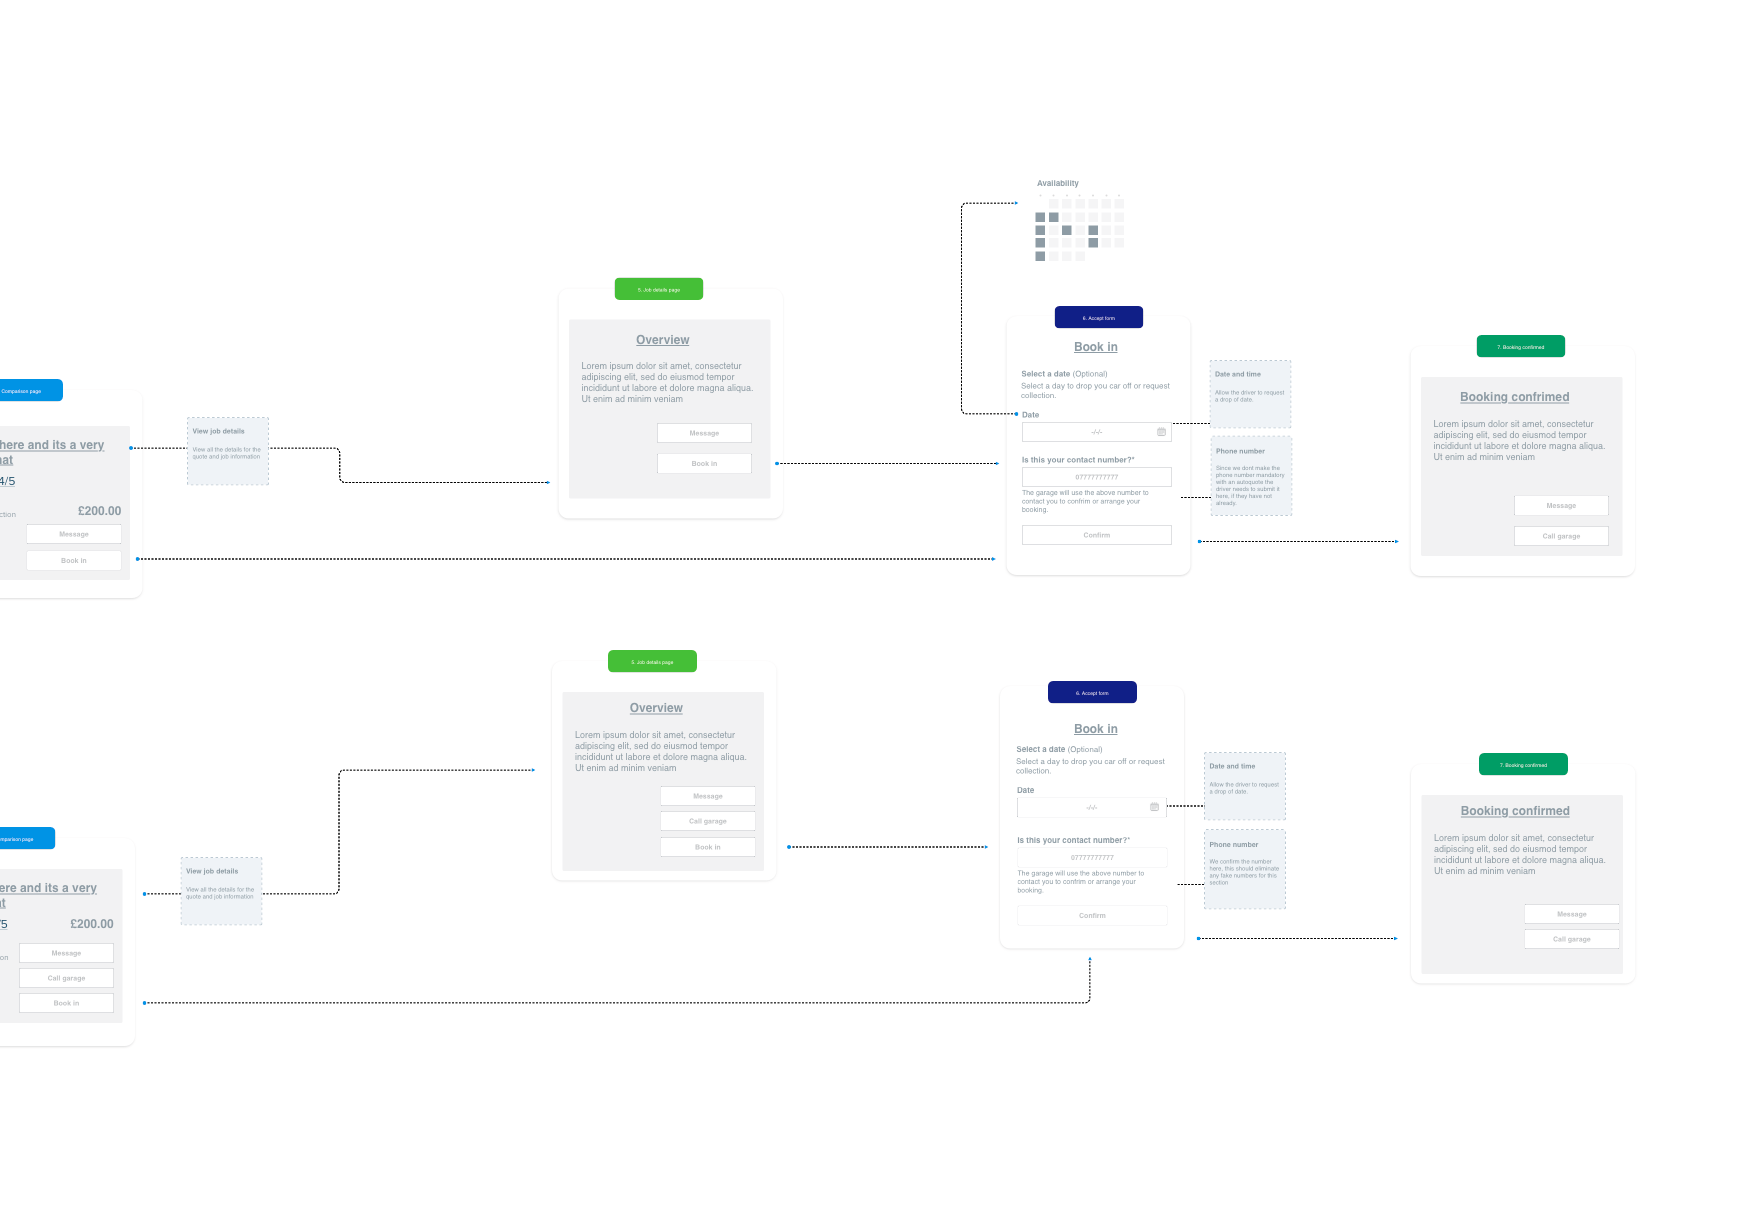 Availability
5. Job details page
Overview
Lorem ipsum dolor sit amet, consectetur
adipiscing elit, sed do eiusmod tempor
incididunt ut labore et dolore magna aliqua.
Ut enim ad minim veniam
Message
Book in
6. Accept form
Book in
Select a date (Optional)
Select a day to drop you car off or request
collection.
Date
-/-/-
Is this your contact number?*
07777777777
The garage will use the above number to
contact you to confrim or arrange your
booking.
Confirm
Date and time
Allow the driver to request
a drop of date.
Phone number
Since we dont make the
phone number mandatory
with an autoquote the
driver needs to submit it
here, if they have not
already.
7. Booking confirmed
Booking confrimed
Lorem ipsum dolor sit amet, consectetur
adipiscing elit, sed do eiusmod tempor
incididunt ut labore et dolore magna aliqua.
Ut enim ad minim veniam
Message
Call garage
Comparison page
here and its a very
nat
4/5
ction
£200.00
Message
Book in
View job details
View all the details for the
quote and job information
5. Job details page
Overview
Lorem ipsum dolor sit amet, consectetur
adipiscing elit, sed do eiusmod tempor
incididunt ut labore et dolore magna aliqua.
Ut enim ad minim veniam
Message
Call garage
Book in
6. Accept form
Book in
Select a date (Optional)
Select a day to drop you car off or request
collection.
Date
-/-/-
Is this your contact number?*
07777777777
The garage will use the above number to
contact you to confirm or arrange your
booking.
Confirm
Date and time
Allow the driver to request
a drop of date.
Phone number
We confirm the number
here, this should eliminate
any fake numbers for this
section
7. Booking confirmed
Booking confirmed
Lorem ipsum dolor sit amet, consectetur
adipiscing elit, sed do eiusmod tempor
incididunt ut labore et dolore magna aliqua.
Ut enim ad minim veniam
Message
Call garage
mparison page
ere and its a very
at
/5
£200.00
on
Message
Call garage
Book in
View job details
View all the details for the
quote and job information